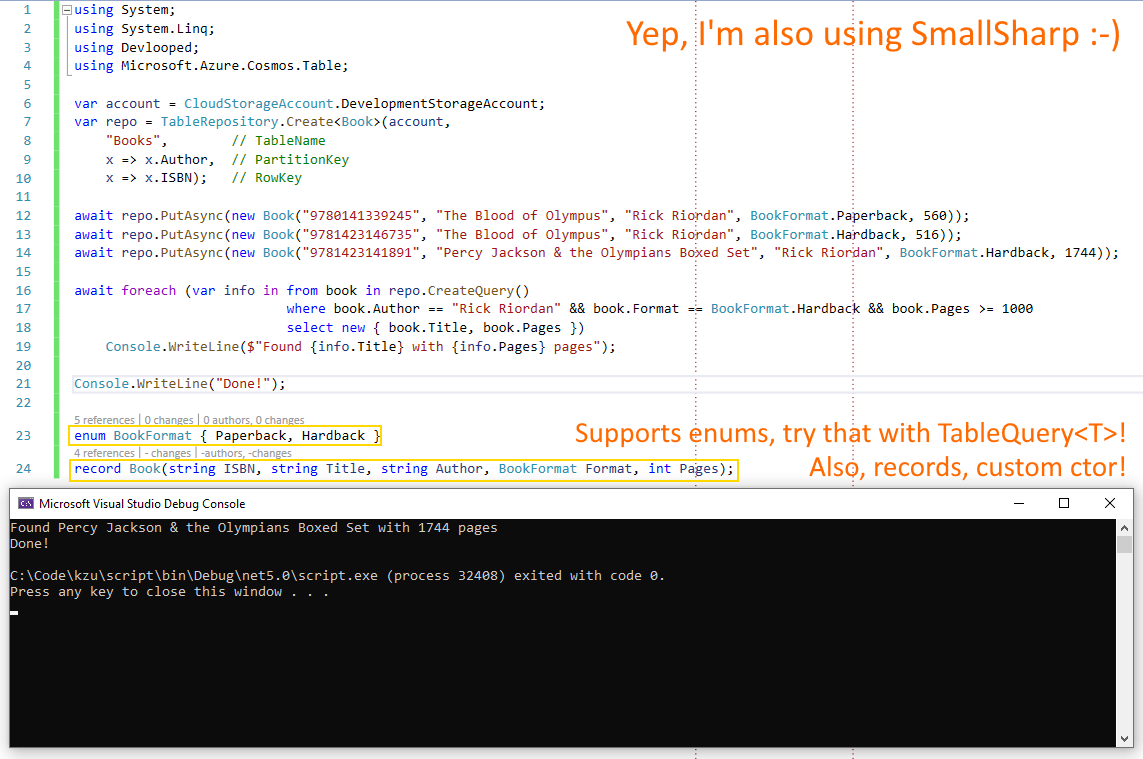 Yep, I'm also using SmallSharp :-)
1 using System;
2 using System.Linq;
3 using Devlooped;
4 using Microsoft.Azure.Cosmos.Table;
5
6 var account = CloudStorageAccount.DevelopmentStorageAccount;
7 var repo = TableRepository.Create<Book>(account,
8     "Books",        // TableName
9     x => x.Author,  // PartitionKey
10     x => x.ISBN);   // RowKey
11
12 await repo.PutAsync(new Book("9780141339245", "The Blood of Olympus", "Rick Riordan", BookFormat.Paperback, 560));
13 await repo.PutAsync(new Book("9781423146735", "The Blood of Olympus", "Rick Riordan", BookFormat.Hardback, 516));
14 await repo.PutAsync(new Book("9781423141891", "Percy Jackson & the Olympians Boxed Set", "Rick Riordan", BookFormat.Hardback, 1744));
15
16 await foreach (var info in from book in repo.CreateQuery()
17                            where book.Author == "Rick Riordan" && book.Format == BookFormat.Hardback && book.Pages >= 1000
18                            select new { book.Title, book.Pages })
19     Console.WriteLine($"Found {info.Title} with {info.Pages} pages");
20
21 Console.WriteLine("Done!");
22
5 references | 0 changes | 0 authors, 0 changes
23 enum BookFormat { Paperback, Hardback }
Supports enums, try that with TableQuery<T>!
4 references | - changes | -authors, -changes
24 record Book(string ISBN, string Title, string Author, BookFormat Format, int Pages);
Also, records, custom ctor!
C:\ Microsoft Visual Studio Debug Console
Found Percy Jackson & the Olympians Boxed Set with 1744 pages
Done!
C:\Code\kzu\script\bin\Debug\net5.0\script.exe (process 32408) exited with code 0.
Press any key to close this window . . .